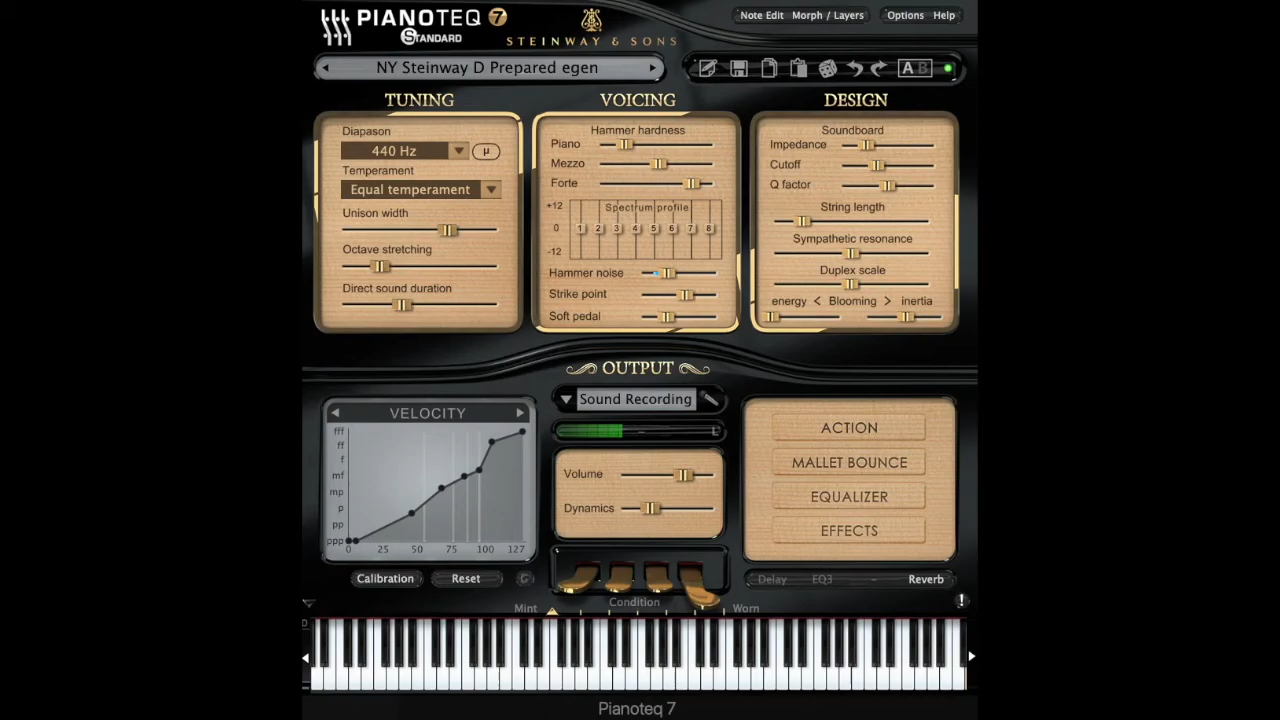 PIANOTEQ 7
STANDARD
STEINWAY & SONS
Note Edit Morph / Layers Options Help
NY Steinway D Prepared egen
A B
TUNING
Diapason
440 Hz µ
Temperament
Equal temperament
Unison width
Octave stretching
Direct sound duration
VOICING
Hammer hardness
Piano
Mezzo
Forte
Spectrum profile
+12
0
-12
1 2 3 4 5 6 7 8
Hammer noise
Strike point
Soft pedal
DESIGN
Soundboard
Impedance
Cutoff
Q factor
String length
Sympathetic resonance
Duplex scale
energy < Blooming > inertia
OUTPUT
VELOCITY
fff
ff
f
mf
mp
p
pp
ppp
0 25 50 75 100 127
Calibration Reset
Sound Recording
L
Volume
Dynamics
ACTION
MALLET BOUNCE
EQUALIZER
EFFECTS
Delay EQ3 - Reverb
!
Mint Condition Worn
Pianoteq 7